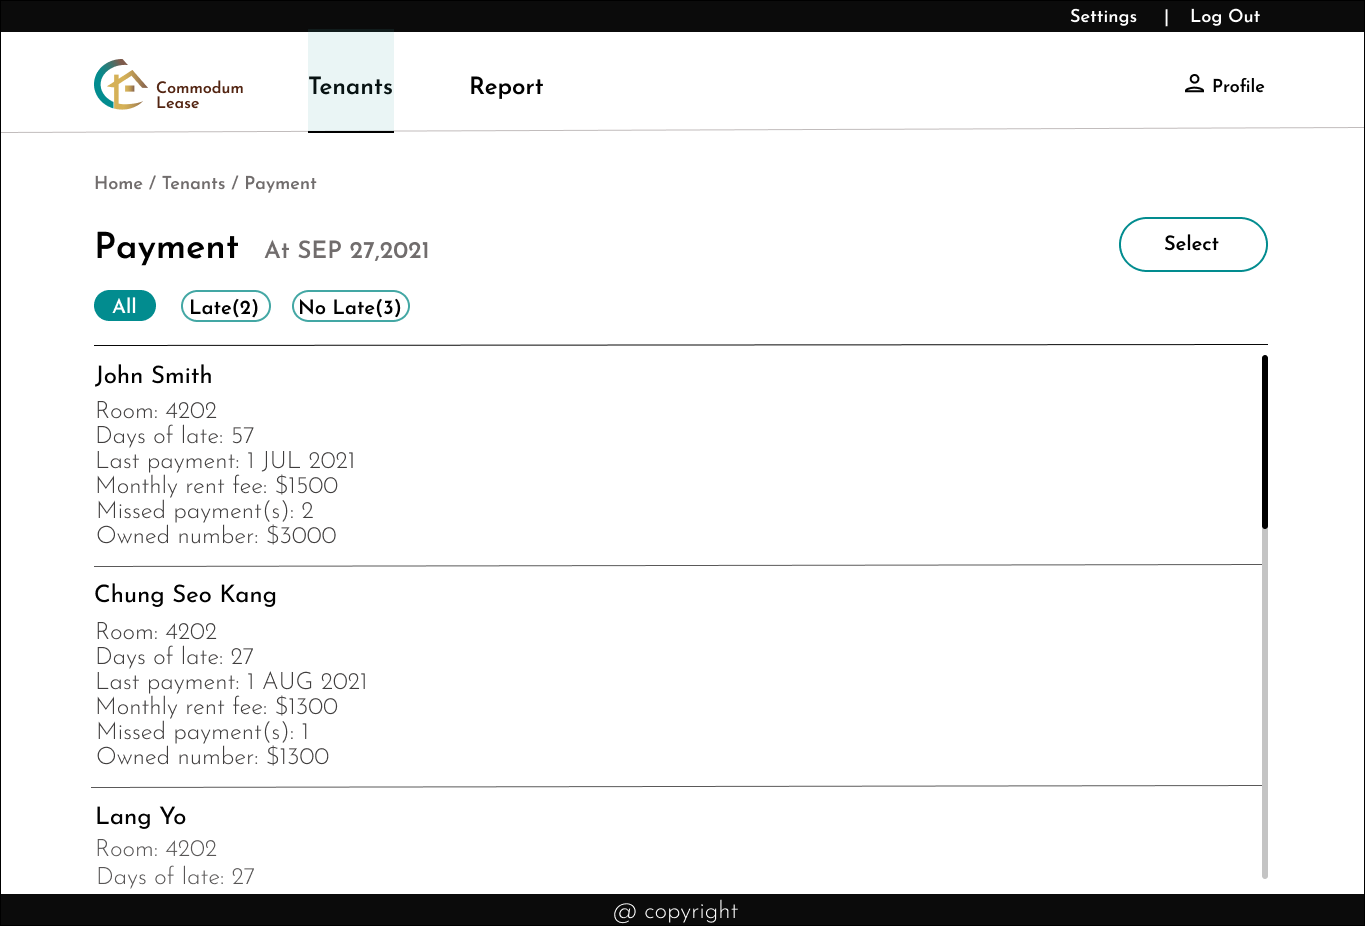 Settings | Log Out
Commodum
Lease
Tenants
Report
Profile
Home / Tenants / Payment
Payment At SEP 27,2021
Select
All
Late(2)
No Late(3)
John Smith
Room: 4202
Days of late: 57
Last payment: 1 JUL 2021
Monthly rent fee: $1500
Missed payment(s): 2
Owned number: $3000
Chung Seo Kang
Room: 4202
Days of late: 27
Last payment: 1 AUG 2021
Monthly rent fee: $1300
Missed payment(s): 1
Owned number: $1300
Lang Yo
Room: 4202
Days of late: 27
@ copyright